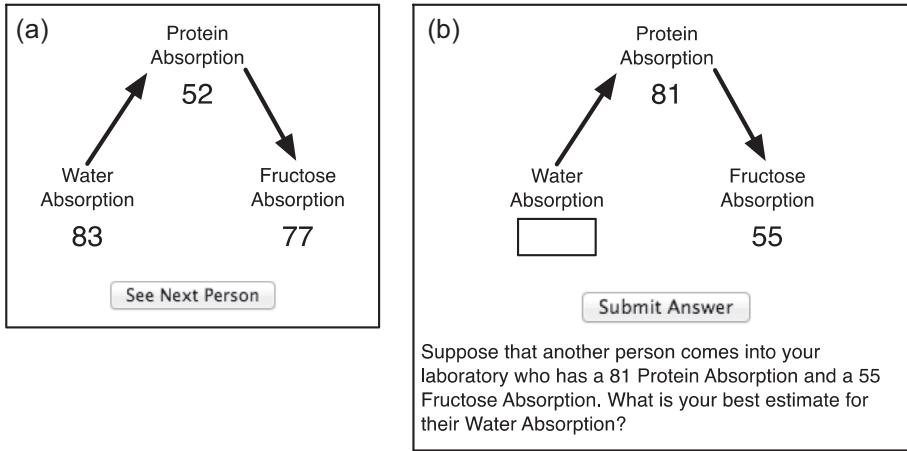 (a)
Protein
Absorption
52
Water
Absorption
83
Fructose
Absorption
77
See Next Person
(b)
Protein
Absorption
81
Water
Absorption
Fructose
Absorption
55
Submit Answer
Suppose that another person comes into your
laboratory who has a 81 Protein Absorption and a 55
Fructose Absorption. What is your best estimate for
their Water Absorption?